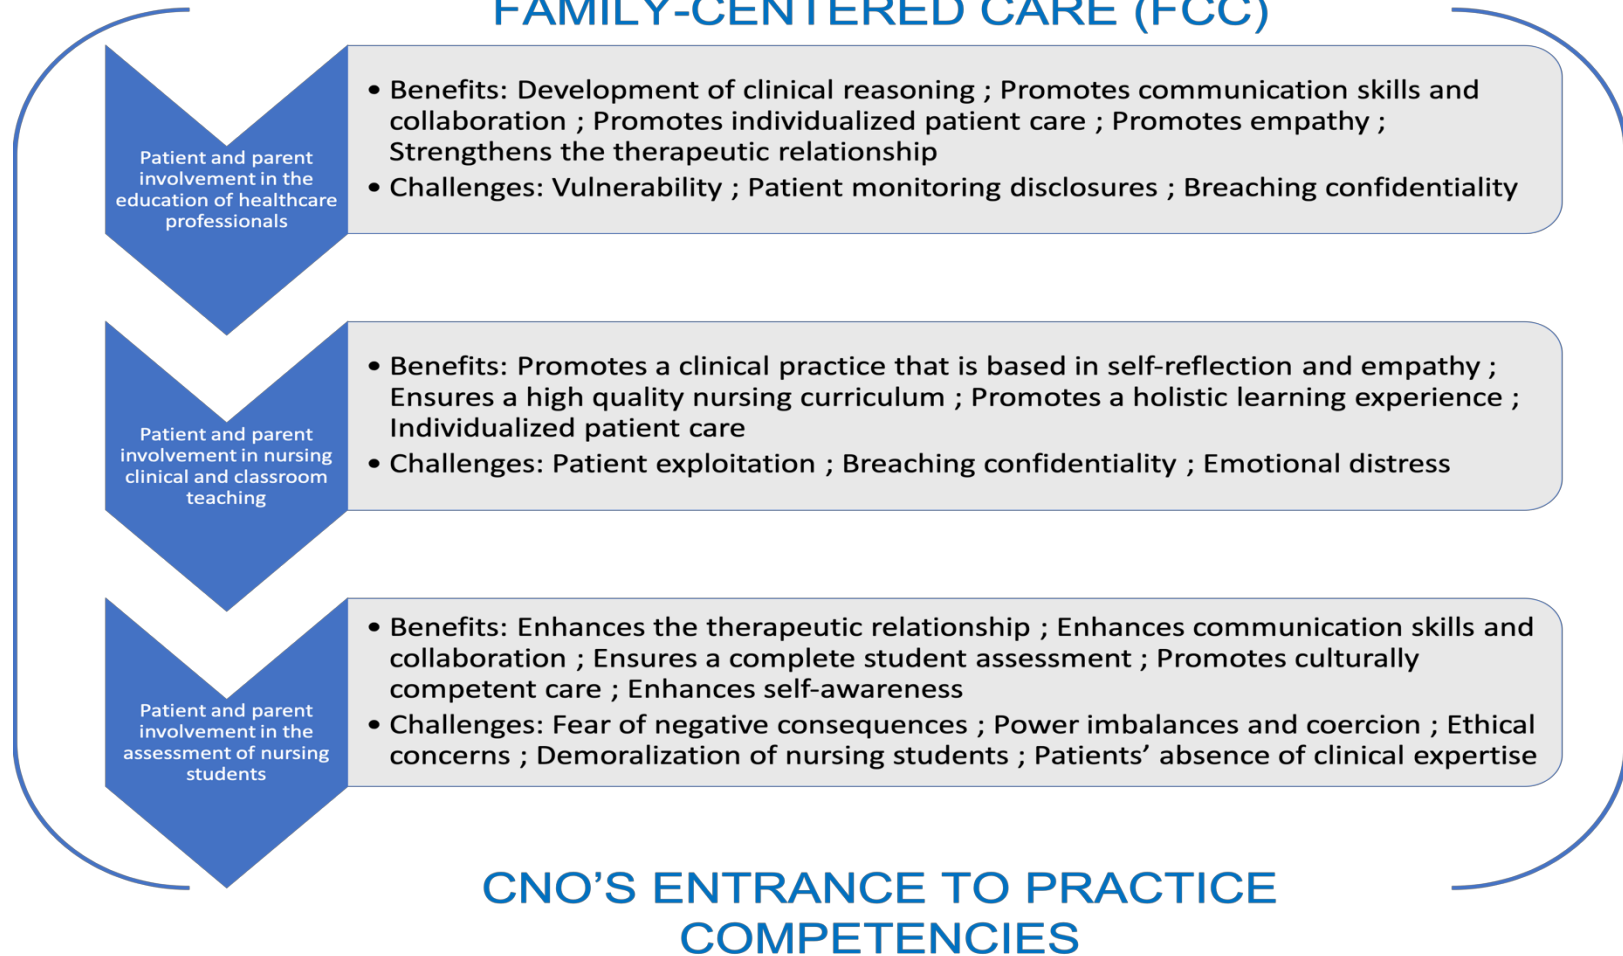 FAMILY-CENTERED CARE (FCC)
Patient and parent
involvement in the
education of healthcare
professionals
• Benefits: Development of clinical reasoning ; Promotes communication skills and
collaboration ; Promotes individualized patient care ; Promotes empathy ;
Strengthens the therapeutic relationship
• Challenges: Vulnerability ; Patient monitoring disclosures ; Breaching confidentiality
Patient and parent
involvement in nursing
clinical and classroom
teaching
• Benefits: Promotes a clinical practice that is based in self-reflection and empathy ;
Ensures a high quality nursing curriculum ; Promotes a holistic learning experience ;
Individualized patient care
• Challenges: Patient exploitation ; Breaching confidentiality ; Emotional distress
Patient and parent
involvement in the
assessment of nursing
students
• Benefits: Enhances the therapeutic relationship ; Enhances communication skills and
collaboration ; Ensures a complete student assessment ; Promotes culturally
competent care ; Enhances self-awareness
• Challenges: Fear of negative consequences ; Power imbalances and coercion ; Ethical
concerns ; Demoralization of nursing students ; Patients’ absence of clinical expertise
CNO’S ENTRANCE TO PRACTICE
COMPETENCIES